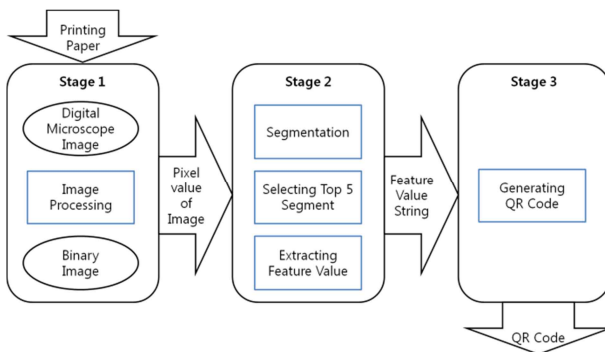 Printing
Paper
Stage 1
Digital
Microscope
Image
Image
Processing
Binary
Image
Pixel
value
of
Image
Stage 2
Segmentation
Selecting Top 5
Segment
Extracting
Feature Value
Feature
Value
String
Stage 3
Generating
QR Code
QR Code